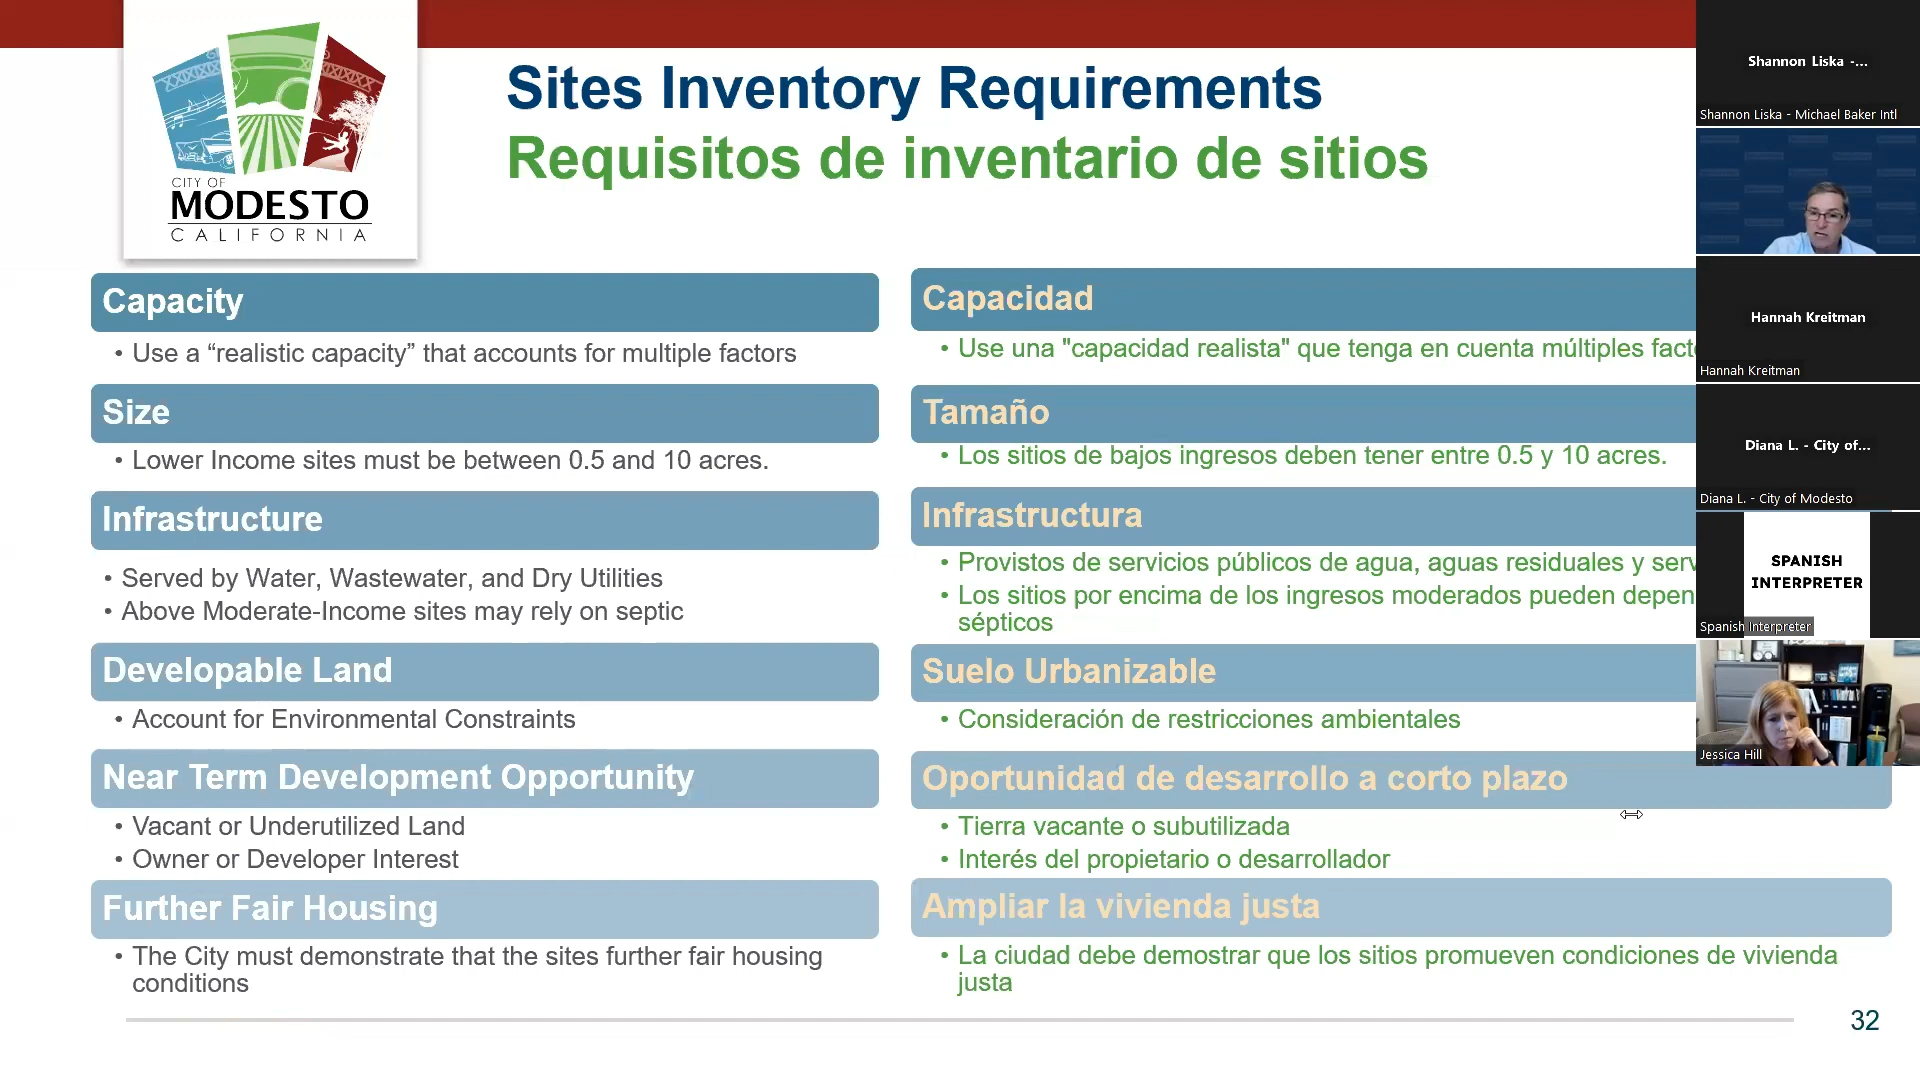 CITY OF
MODESTO
CALIFORNIA
Sites Inventory Requirements
Requisitos de inventario de sitios
Capacity
• Use a “realistic capacity” that accounts for multiple factors
Size
• Lower Income sites must be between 0.5 and 10 acres.
Infrastructure
• Served by Water, Wastewater, and Dry Utilities
• Above Moderate-Income sites may rely on septic
Developable Land
• Account for Environmental Constraints
Near Term Development Opportunity
• Vacant or Underutilized Land
• Owner or Developer Interest
Further Fair Housing
• The City must demonstrate that the sites further fair housing
conditions
Capacidad
• Use una "capacidad realista" que tenga en cuenta múltiples
Tamaño
• Los sitios de bajos ingresos deben tener entre 0.5 y 10 acres.
Infrastructura
• Provistos de servicios públicos de agua, aguas residuales y
• Los sitios por encima de los ingresos moderados pueden
sépticos
Suelo Urbanizable
• Consideración de restricciones ambientales
Oportunidad de desarrollo a corto plazo
• Tierra vacante o subutilizada
• Interés del propietario o desarrollador
Ampliar la vivienda justa
• La ciudad debe demostrar que los sitios promueven condiciones de vivienda
justa
32
Shannon Liska -...
Shannon Liska - Michael Baker Intl
Hannah Kreitman
Hannah Kreitman
Diana L. - City of...
Diana L. - City of Modesto
SPANISH
INTERPRETER
Spanish Interpreter
Jessica Hill